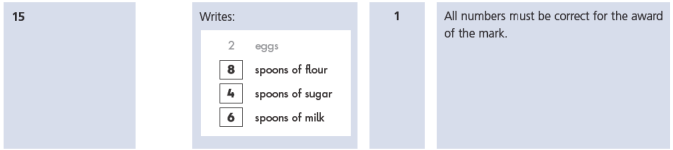 15
Writes:
2 eggs
8 spoons of flour
4 spoons of sugar
6 spoons of milk
1
All numbers must be correct for the award
of the mark.